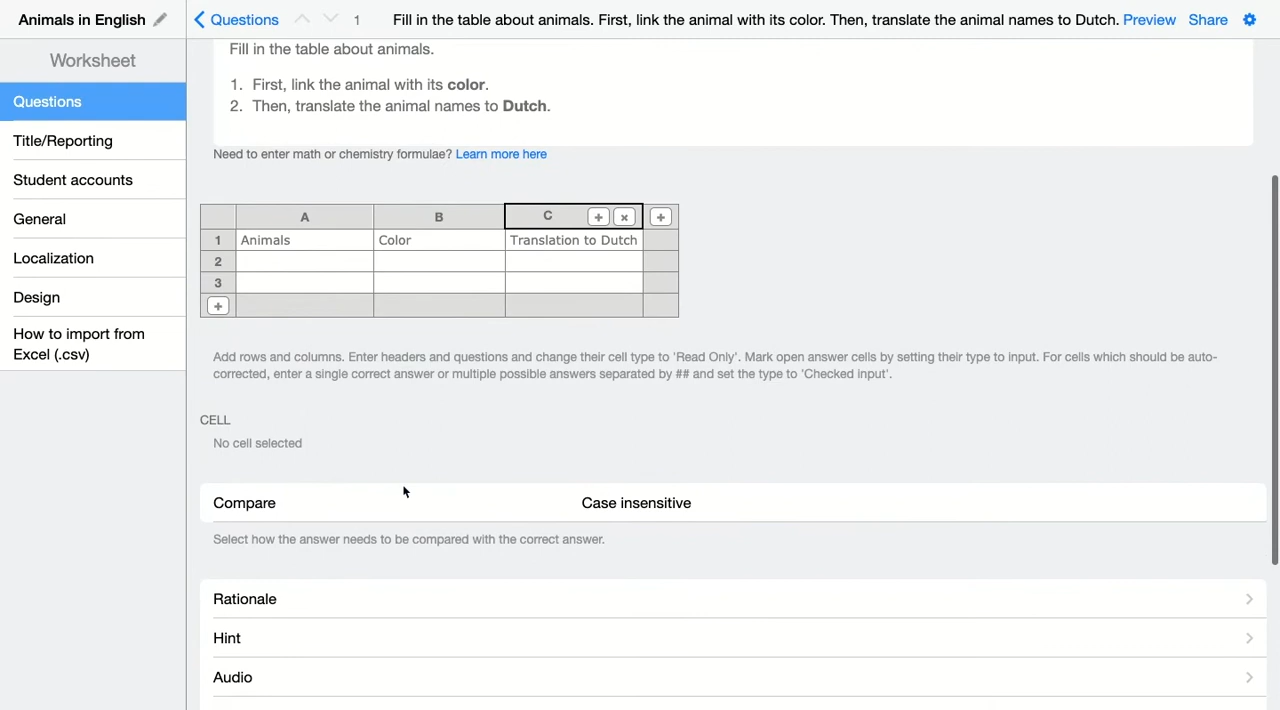 Animals in English
Questions
1
Fill in the table about animals. First, link the animal with its color. Then, translate the animal names to Dutch.
Preview
Share
Worksheet
Questions
Title/Reporting
Student accounts
General
Localization
Design
How to import from
Excel (.csv)
Fill in the table about animals.
1. First, link the animal with its color.
2. Then, translate the animal names to Dutch.
Need to enter math or chemistry formulae? Learn more here
A B C + × +
1 Animals Color Translation to Dutch
2
3
+
Add rows and columns. Enter headers and questions and change their cell type to 'Read Only'. Mark open answer cells by setting their type to input. For cells which should be auto-
corrected, enter a single correct answer or multiple possible answers separated by ## and set the type to 'Checked input'.
CELL
No cell selected
Compare Case insensitive
Select how the answer needs to be compared with the correct answer.
Rationale
Hint
Audio